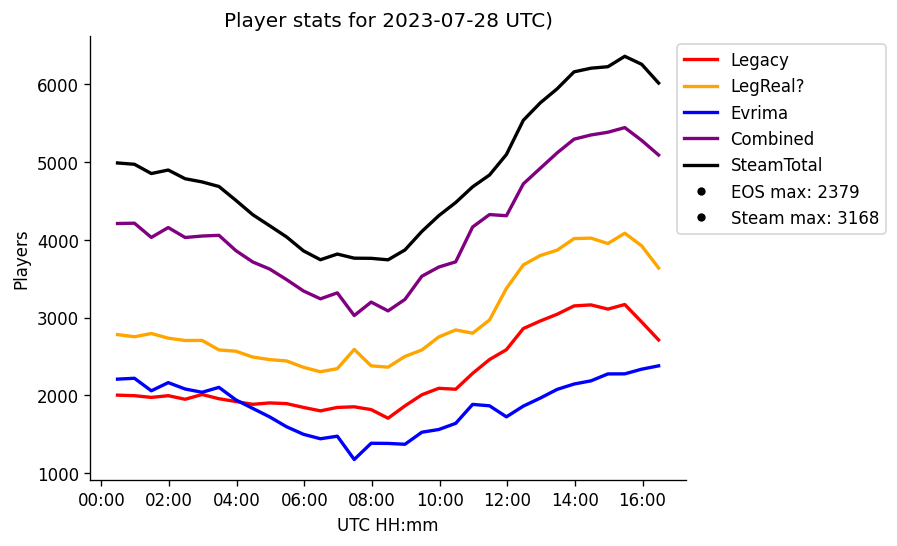 Player stats for 2023-07-28 UTC)
Legacy
LegReal?
Evrima
Combined
SteamTotal
EOS max: 2379
Steam max: 3168
Players
6000
5000
4000
3000
2000
1000
00:00 02:00 04:00 06:00 08:00 10:00 12:00 14:00 16:00
UTC HH:mm